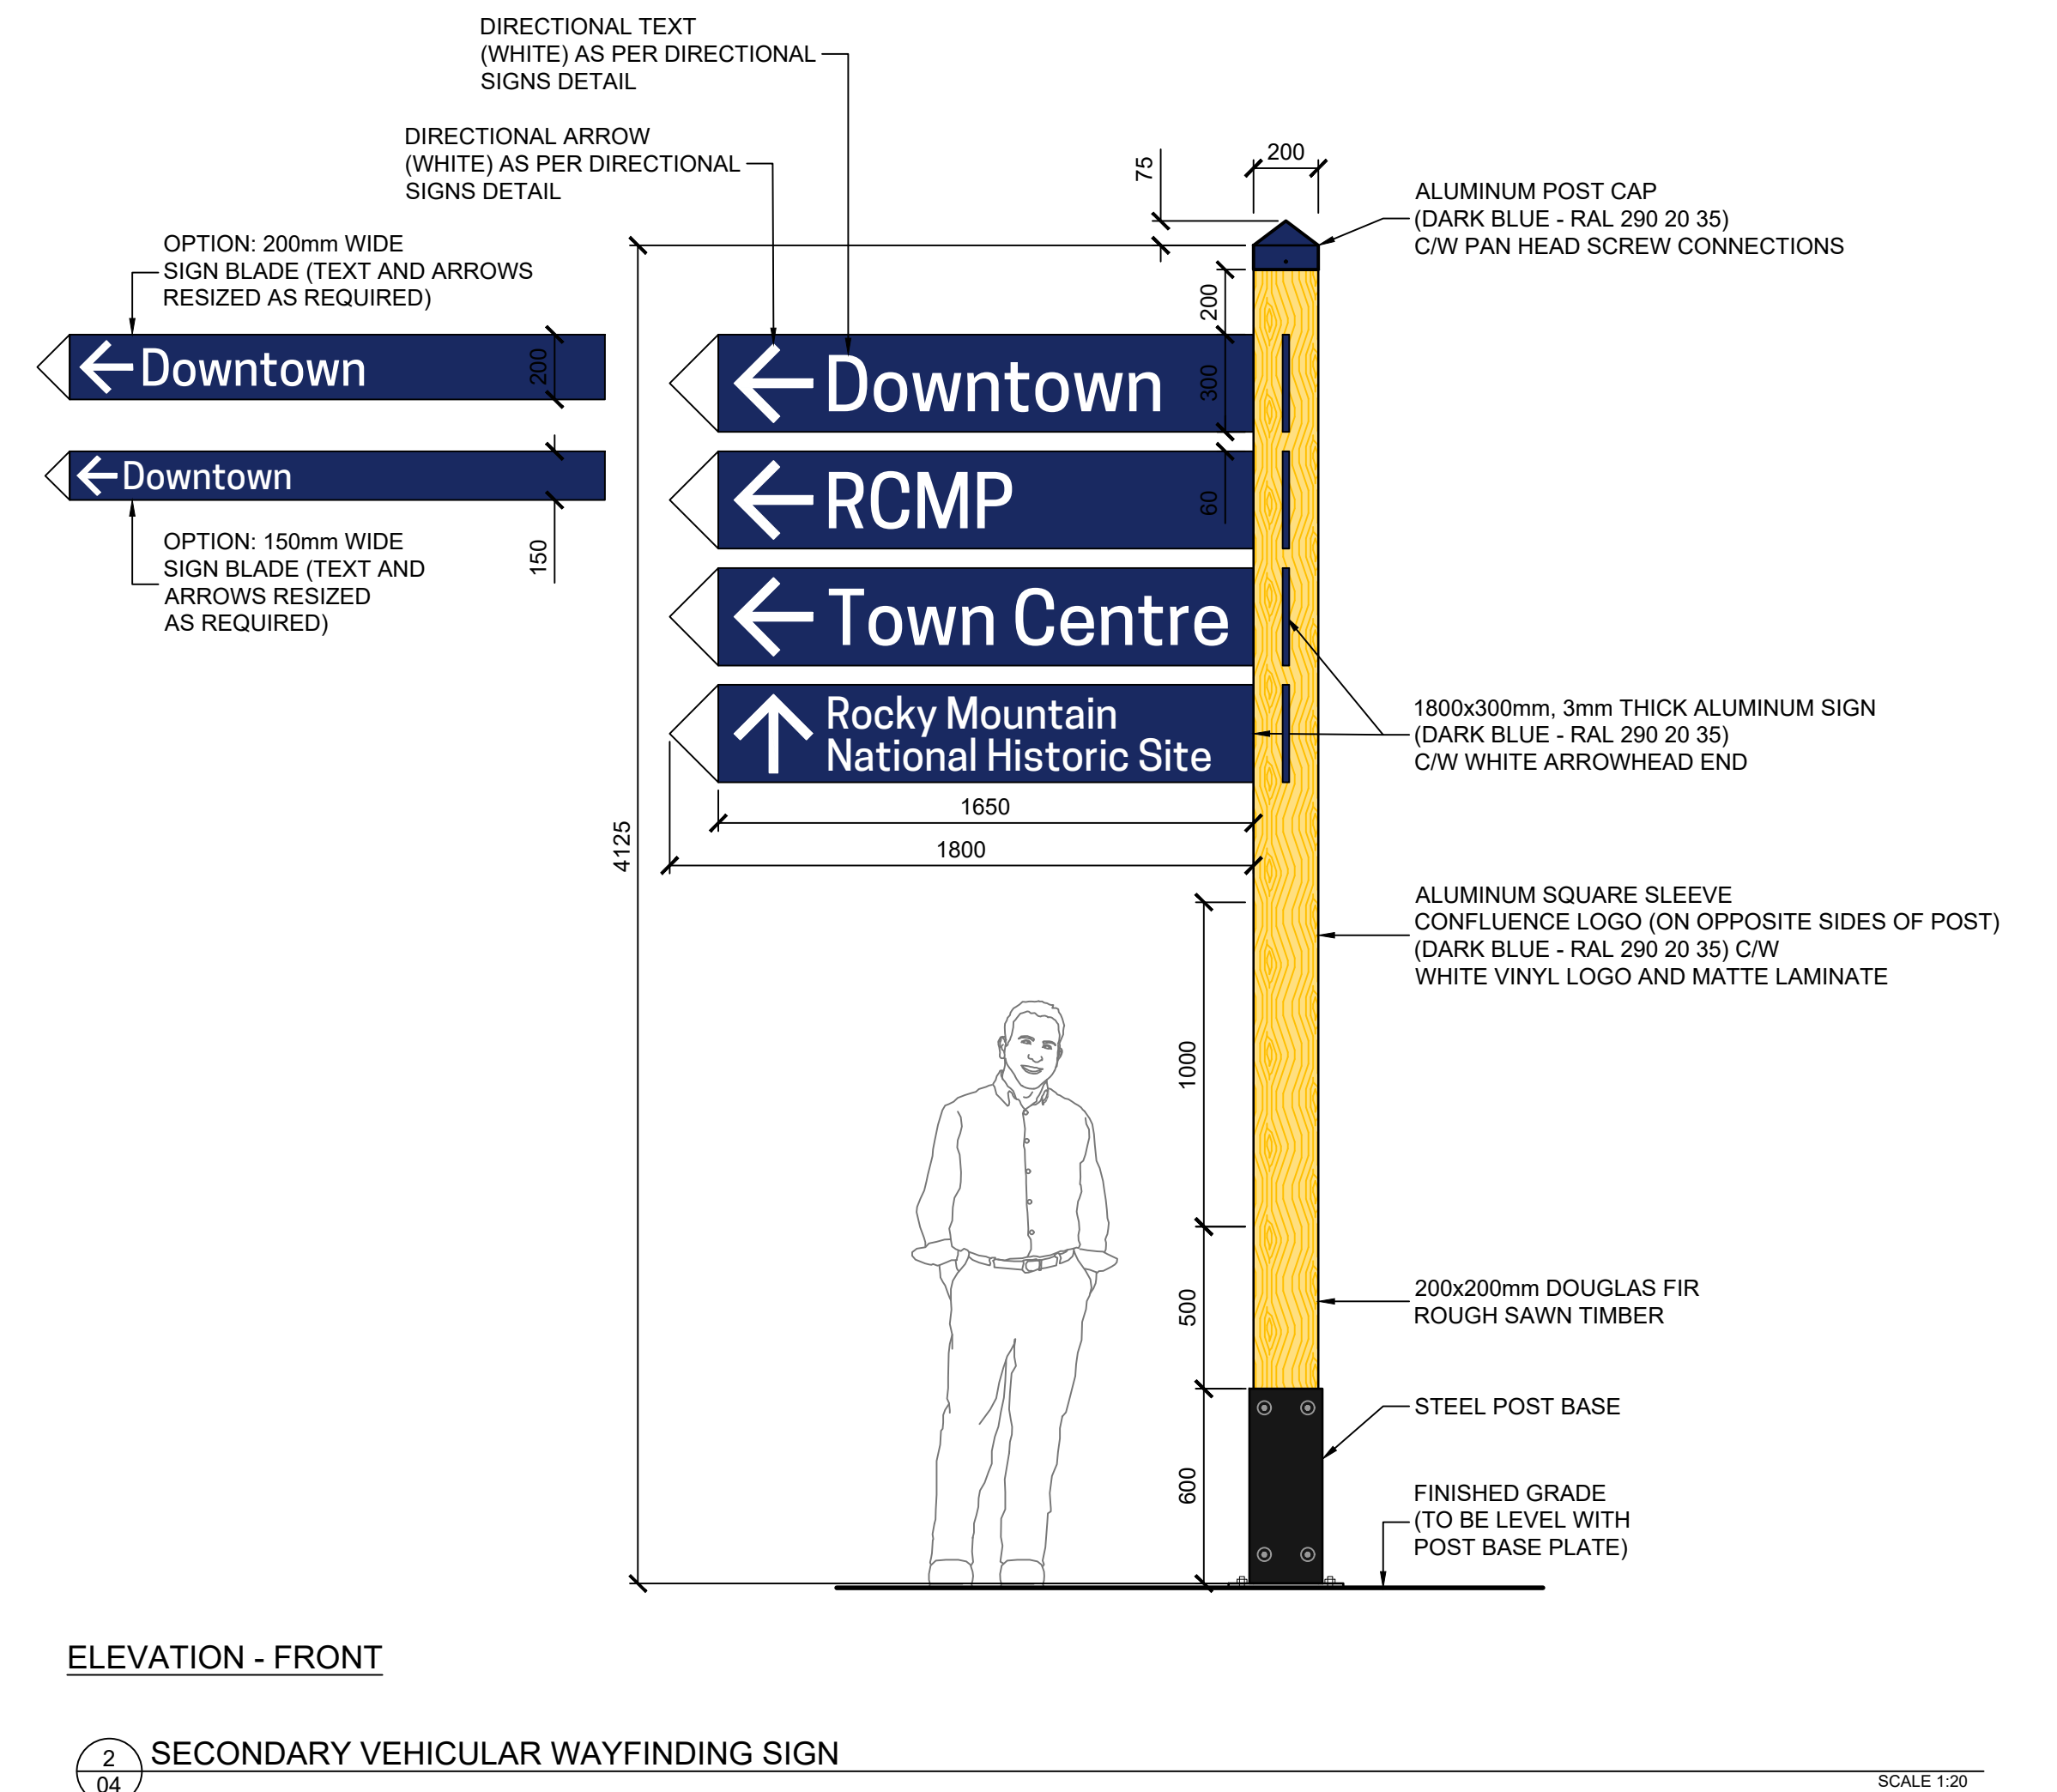 DIRECTIONAL TEXT
(WHITE) AS PER DIRECTIONAL
SIGNS DETAIL
DIRECTIONAL ARROW
(WHITE) AS PER DIRECTIONAL
SIGNS DETAIL
75
200
ALUMINUM POST CAP
(DARK BLUE - RAL 290 20 35)
C/W PAN HEAD SCREW CONNECTIONS
OPTION: 200mm WIDE
SIGN BLADE (TEXT AND ARROWS
RESIZED AS REQUIRED)
200
Downtown
200
Downtown
300
Downtown
150
OPTION: 150mm WIDE
SIGN BLADE (TEXT AND
ARROWS RESIZED
AS REQUIRED)
RCMP
60
Town Centre
Rocky Mountain
National Historic Site
1800x300mm, 3mm THICK ALUMINUM SIGN
(DARK BLUE - RAL 290 20 35)
C/W WHITE ARROWHEAD END
1650
1800
4125
ALUMINUM SQUARE SLEEVE
CONFLUENCE LOGO (ON OPPOSITE SIDES OF POST)
(DARK BLUE - RAL 290 20 35) C/W
WHITE VINYL LOGO AND MATTE LAMINATE
1000
500
200x200mm DOUGLAS FIR
ROUGH SAWN TIMBER
STEEL POST BASE
600
FINISHED GRADE
(TO BE LEVEL WITH
POST BASE PLATE)
ELEVATION - FRONT
2
04
SECONDARY VEHICULAR WAYFINDING SIGN
SCALE 1:20